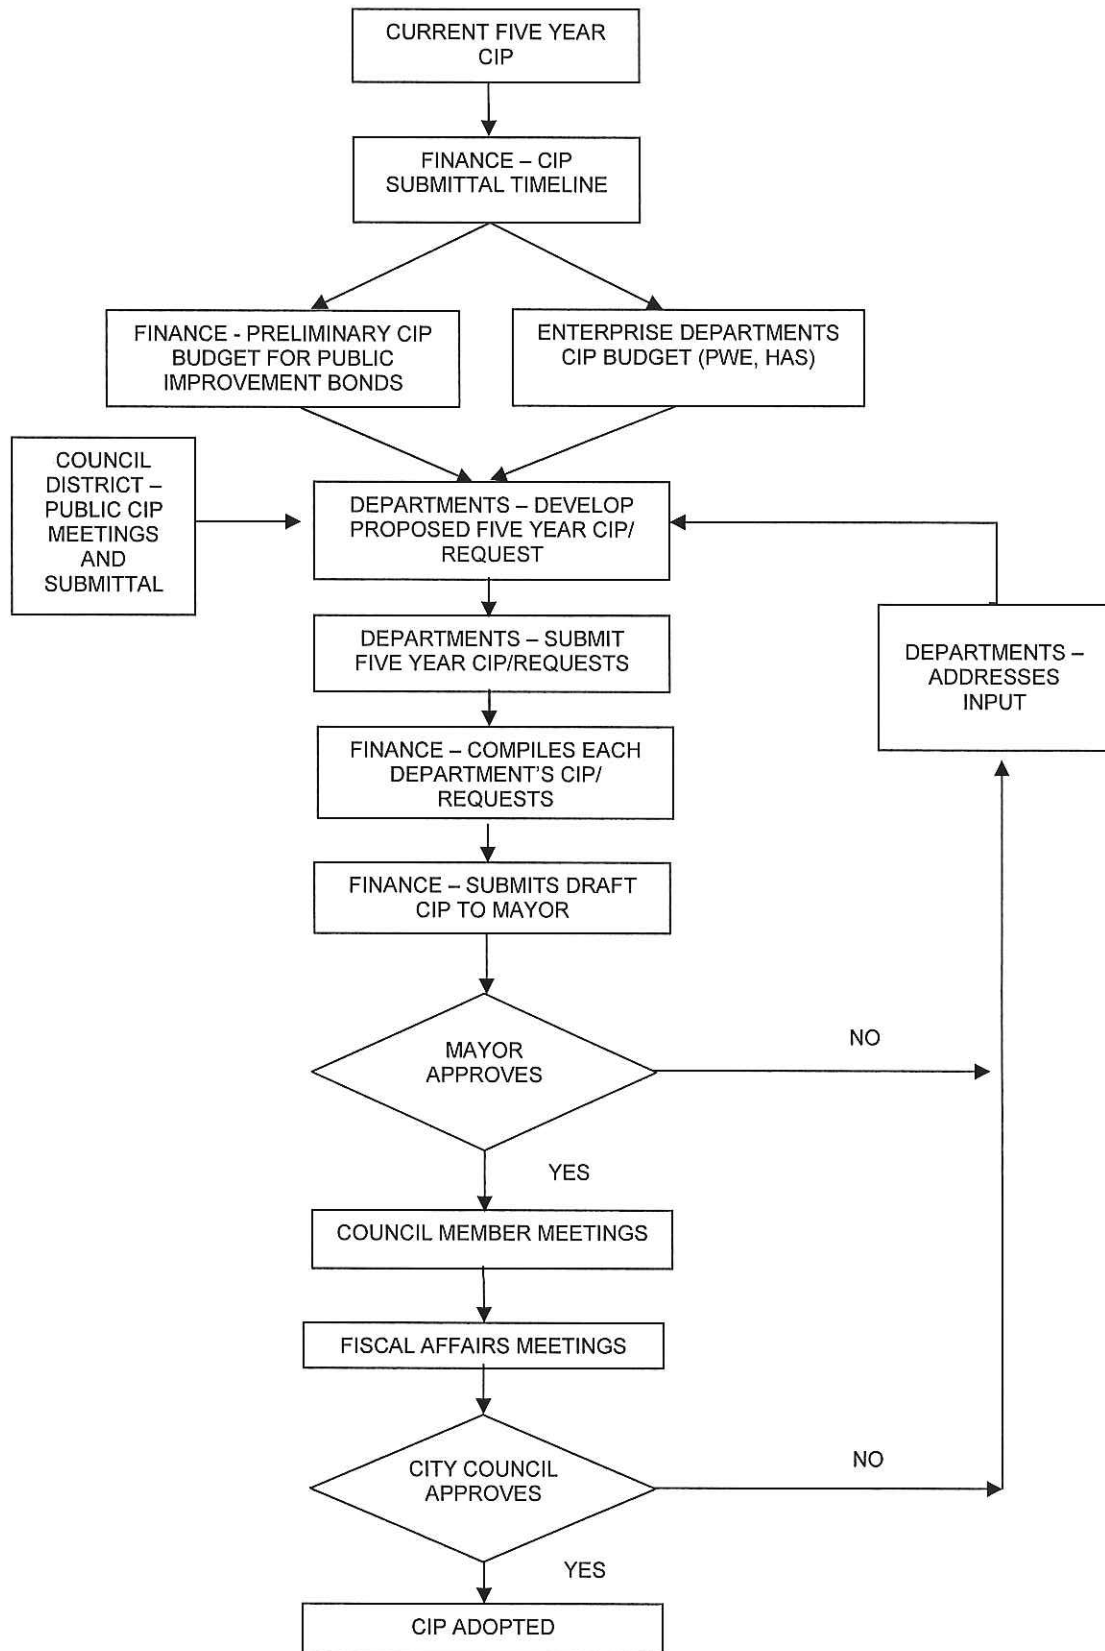 CURRENT FIVE YEAR
CIP
FINANCE – CIP
SUBMITTAL TIMELINE
FINANCE - PRELIMINARY CIP
BUDGET FOR PUBLIC
IMPROVEMENT BONDS
ENTERPRISE DEPARTMENTS
CIP BUDGET (PWE, HAS)
COUNCIL
DISTRICT –
PUBLIC CIP
MEETINGS
AND
SUBMITTAL
DEPARTMENTS – DEVELOP
PROPOSED FIVE YEAR CIP/
REQUEST
DEPARTMENTS – SUBMIT
FIVE YEAR CIP/REQUESTS
DEPARTMENTS –
ADDRESSES
INPUT
FINANCE – COMPILES EACH
DEPARTMENT'S CIP/
REQUESTS
FINANCE – SUBMITS DRAFT
CIP TO MAYOR
MAYOR
APPROVES
NO
YES
COUNCIL MEMBER MEETINGS
FISCAL AFFAIRS MEETINGS
CITY COUNCIL
APPROVES
NO
YES
CIP ADOPTED